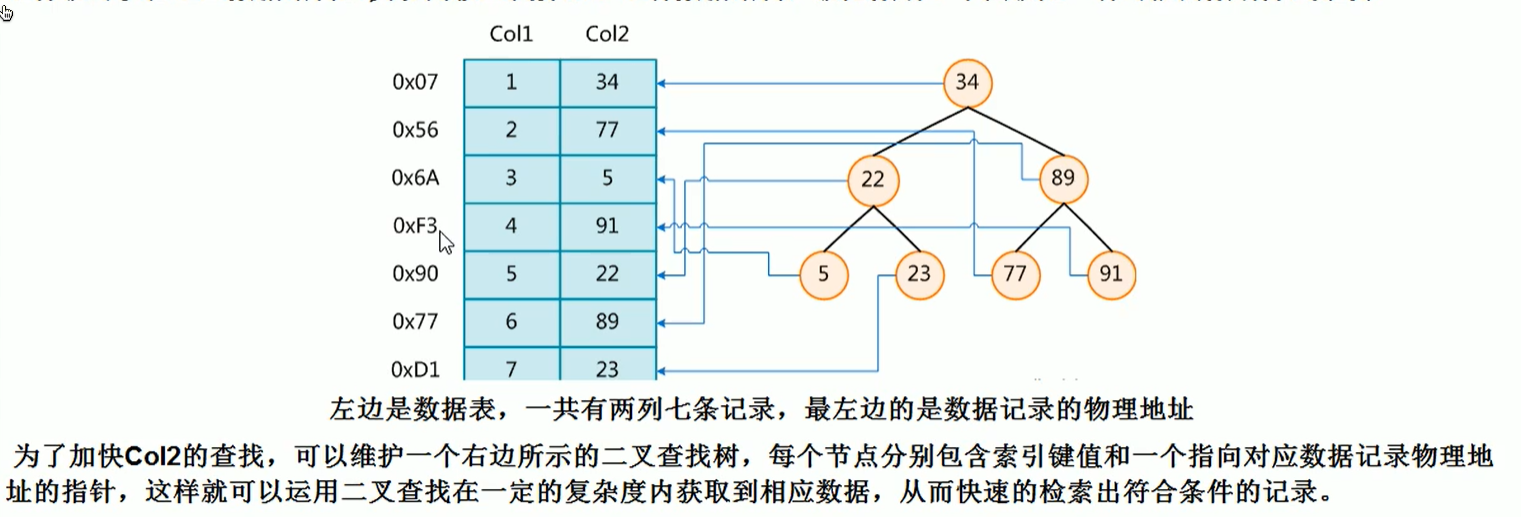 Col1 Col2
0x07 1 34 34
0x56 2 77
0x6A 3 5 22 89
0xF3 4 91
0x90 5 22 5 23 77 91
0x77 6 89
0xD1 7 23
左边是数据表，一共有两列七条记录，最左边的是数据记录的物理地址
为了加快Col2的查找，可以维护一个右边所示的二叉查找树，每个节点分别包含索引键值和一个指向对应数据记录物理地
址的指针，这样就可以运用二叉查找在一定的复杂度内获取到相应数据，从而快速的检索出符合条件的记录。